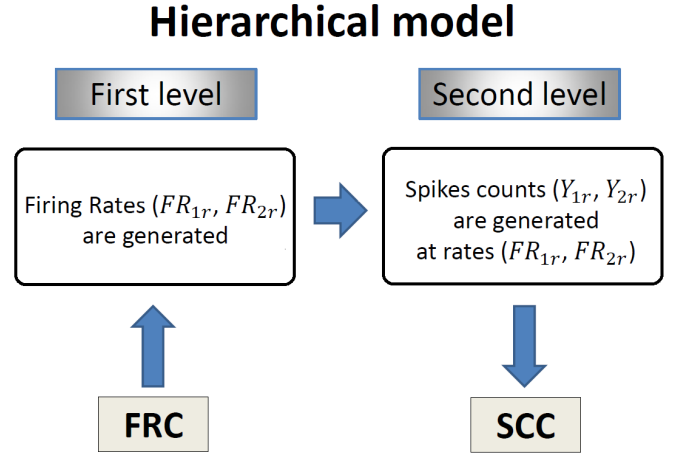 Hierarchical model
First level
Second level
Firing Rates (FR₁ᵣ, FR₂ᵣ)
are generated
Spikes counts (Y₁ᵣ, Y₂ᵣ)
are generated
at rates (FR₁ᵣ, FR₂ᵣ)
FRC
SCC